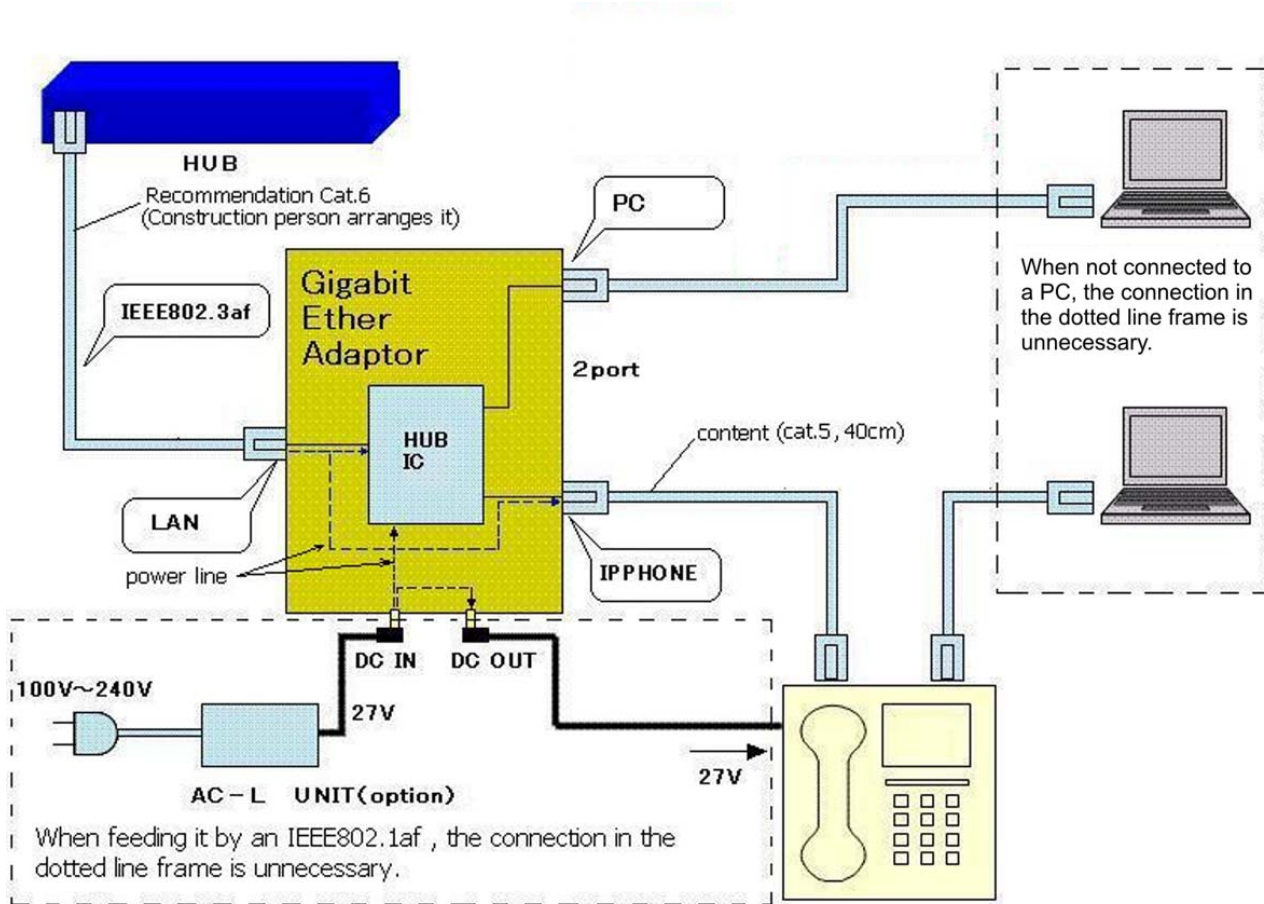 HUB
Recommendation Cat.6
(Construction person arranges it)
PC
IEEE802.3af
Gigabit
Ether
Adaptor
When not connected to
a PC, the connection in
the dotted line frame is
unnecessary.
2port
HUB
IC
content (cat.5, 40cm)
LAN
power line
IPPHONE
DC IN
DC OUT
100V～240V
27V
27V
AC-L UNIT(option)
When feeding it by an IEEE802.1af , the connection in the
dotted line frame is unnecessary.